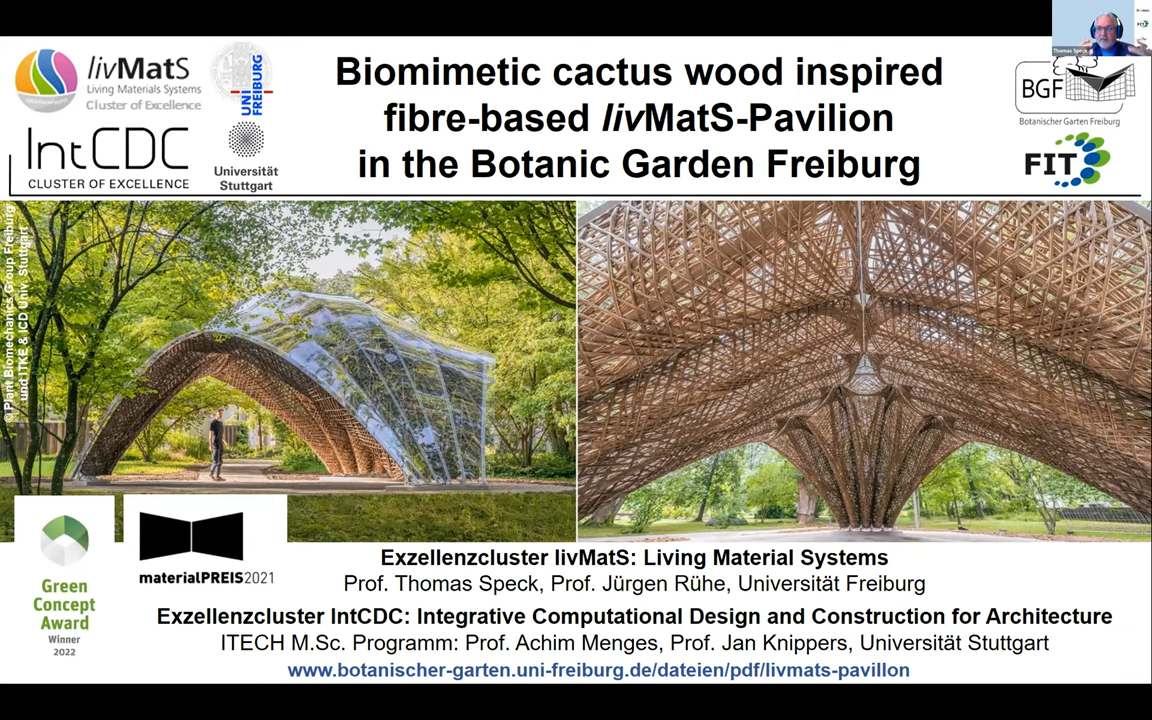 Thomas Speck
livMatS
Living Materials Systems
Cluster of Excellence
UNI
FREIBURG
IntCDC
CLUSTER OF EXCELLENCE
Universität
Stuttgart
Biomimetic cactus wood inspired
fibre-based livMatS-Pavilion
in the Botanic Garden Freiburg
BGF
Botanischer Garten Freiburg
FIT
© Plant Biomechanics Group Freiburg
und ITKE & ICD Univ. Stuttgart
Green
Concept
Award
Winner
2022
materialPREIS2021
Exzellenzcluster livMatS: Living Material Systems
Prof. Thomas Speck, Prof. Jürgen Rühe, Universität Freiburg
Exzellenzcluster IntCDC: Integrative Computational Design and Construction for Architecture
ITECH M.Sc. Programm: Prof. Achim Menges, Prof. Jan Knippers, Universität Stuttgart
www.botanischer-garten.uni-freiburg.de/dateien/pdf/livmats-pavillon